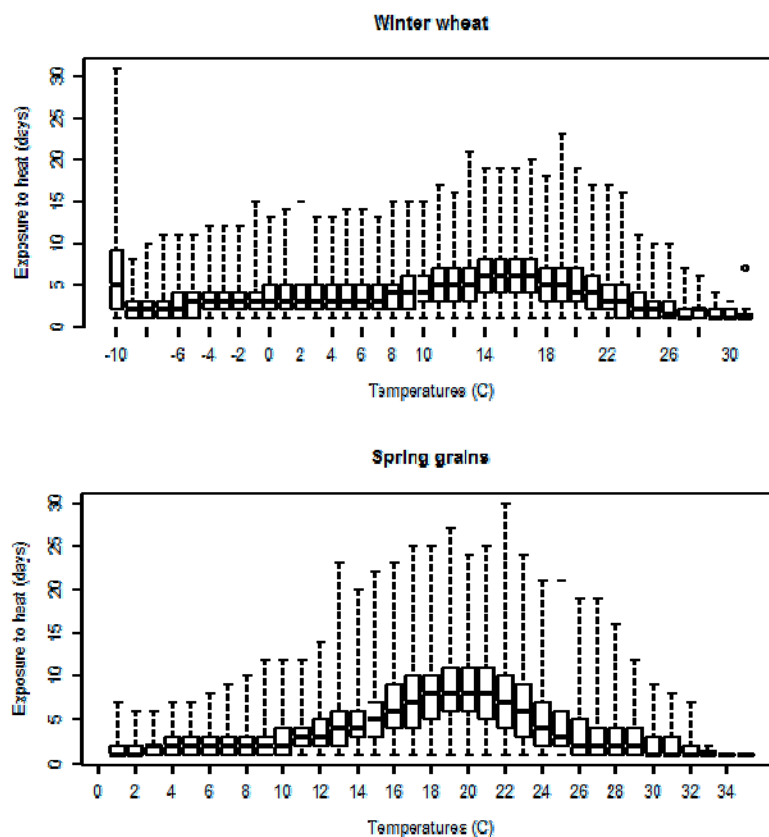 Winter wheat
Exposure to heat (days)
0 5 10 15 20 25 30
-10 -6 -4 -2 0 2 4 6 8 10 14 18 22 26 30
Temperatures (C)
Spring grains
Exposure to heat (days)
0 5 10 15 20 25 30
0 2 4 6 8 10 12 14 16 18 20 22 24 26 28 30 32 34
Temperatures (C)